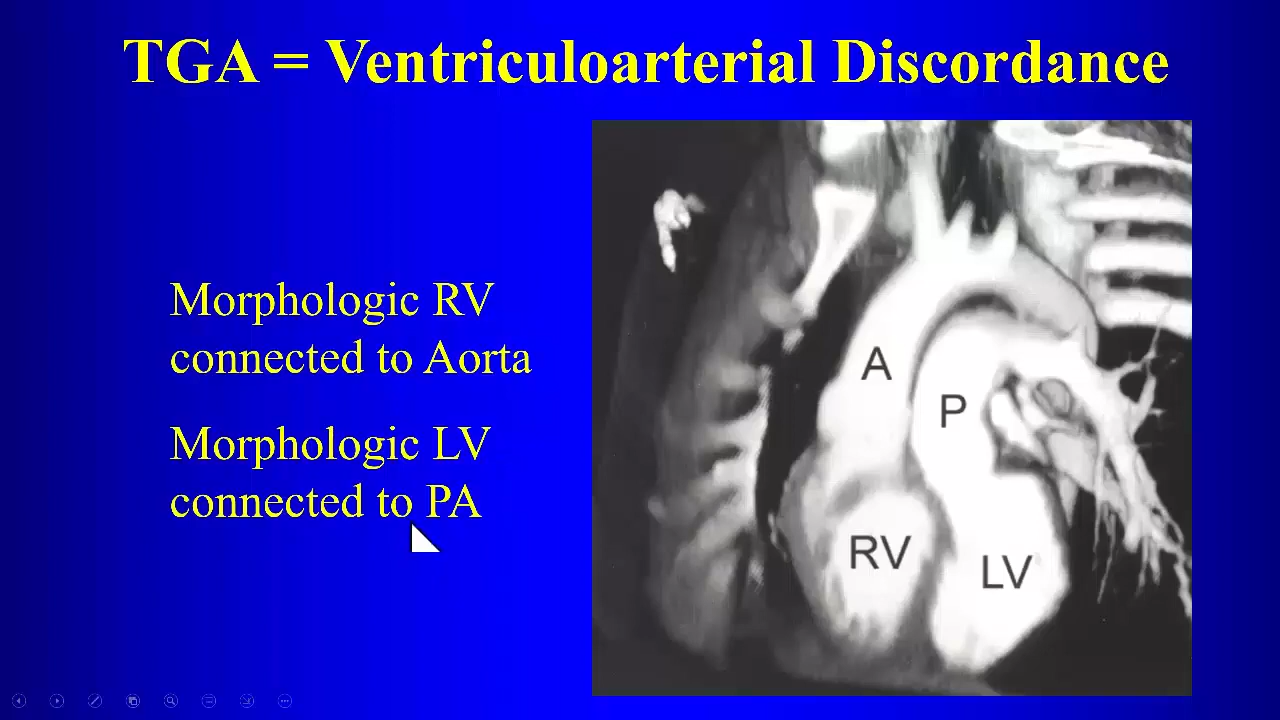 TGA = Ventriculoarterial Discordance
Morphologic RV
connected to Aorta
Morphologic LV
connected to PA
A
P
RV
LV